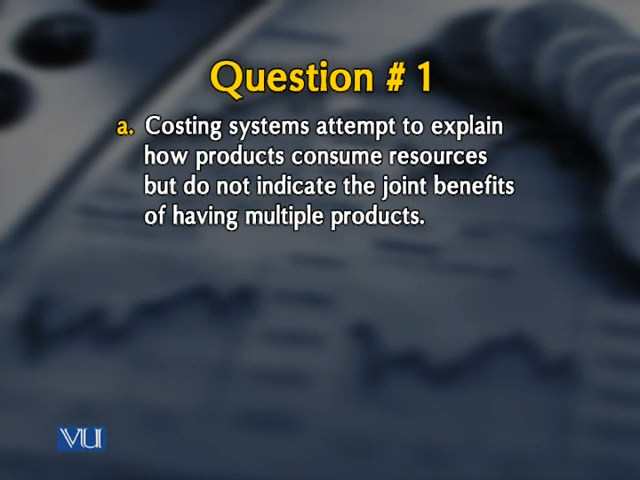 Question # 1
a. Costing systems attempt to explain
how products consume resources
but do not indicate the joint benefits
of having multiple products.
VU